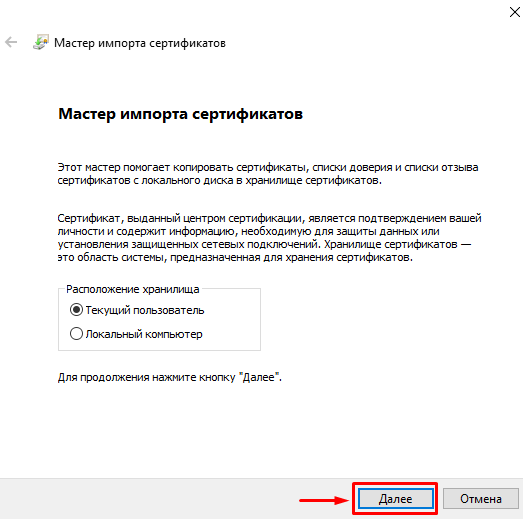 Мастер импорта сертификатов
Мастер импорта сертификатов
Этот мастер помогает копировать сертификаты, списки доверия и списки отзыва
сертификатов с локального диска в хранилище сертификатов.
Сертификат, выданный центром сертификации, является подтверждением вашей
личности и содержит информацию, необходимую для защиты данных или
установления защищенных сетевых подключений. Хранилище сертификатов —
это область системы, предназначенная для хранения сертификатов.
Расположение хранилища
Текущий пользователь
Локальный компьютер
Для продолжения нажмите кнопку "Далее".
Далее
Отмена